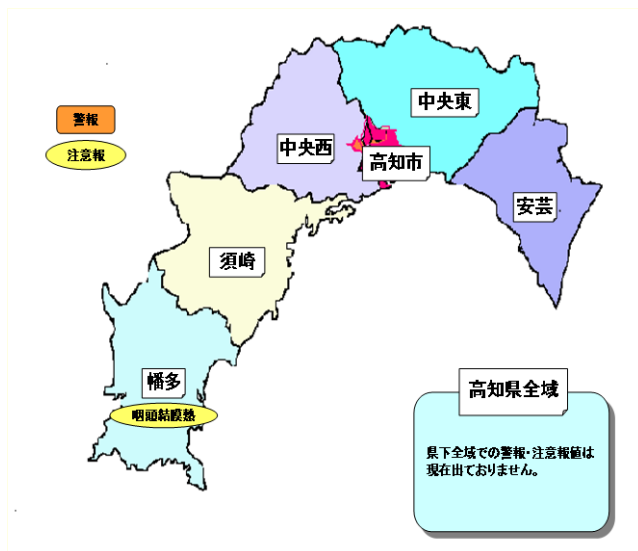 中央東
警報
中央西
高知市
注意報
安芸
須崎
幡多
高知県全域
咽頭結膜熱
県下全域での警報・注意報値は
現在出ておりません。